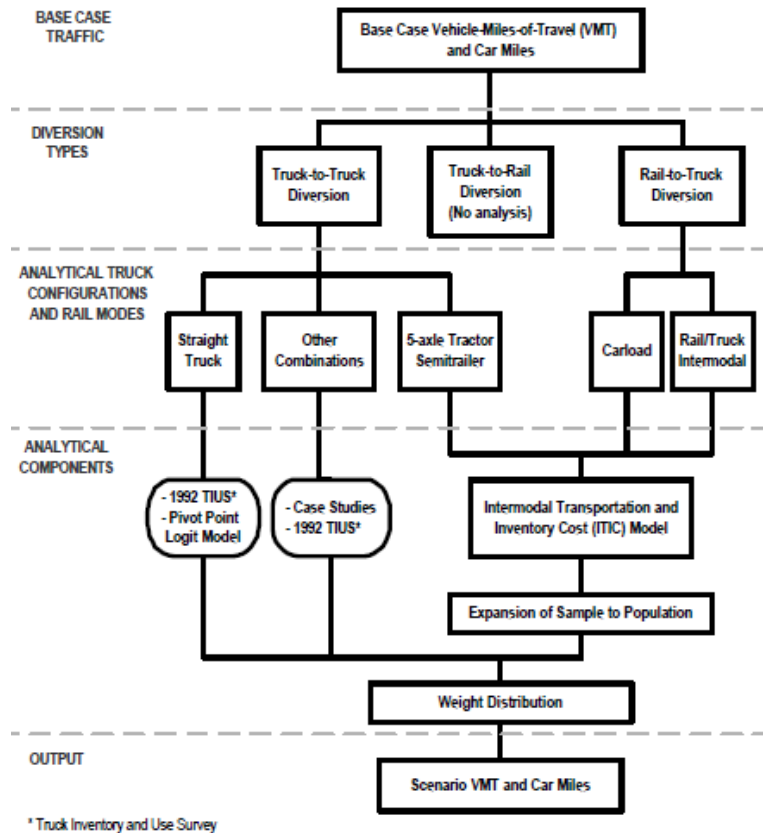 BASE CASE
TRAFFIC
Base Case Vehicle-Miles-of-Travel (VMT)
and Car Miles
DIVERSION
TYPES
Truck-to-Truck
Diversion
Truck-to-Rail
Diversion
(No analysis)
Rail-to-Truck
Diversion
ANALYTICAL TRUCK
CONFIGURATIONS
AND RAIL MODES
Straight
Truck
Other
Combinations
5-axle Tractor
Semitrailer
Carload
Rail/Truck
Intermodal
ANALYTICAL
COMPONENTS
- 1992 TIUS*
- Pivot Point
Logit Model
- Case Studies
- 1992 TIUS*
Intermodal Transportation and
Inventory Cost (ITIC) Model
Expansion of Sample to Population
Weight Distribution
OUTPUT
Scenario VMT and Car Miles
* Truck Inventory and Use Survey